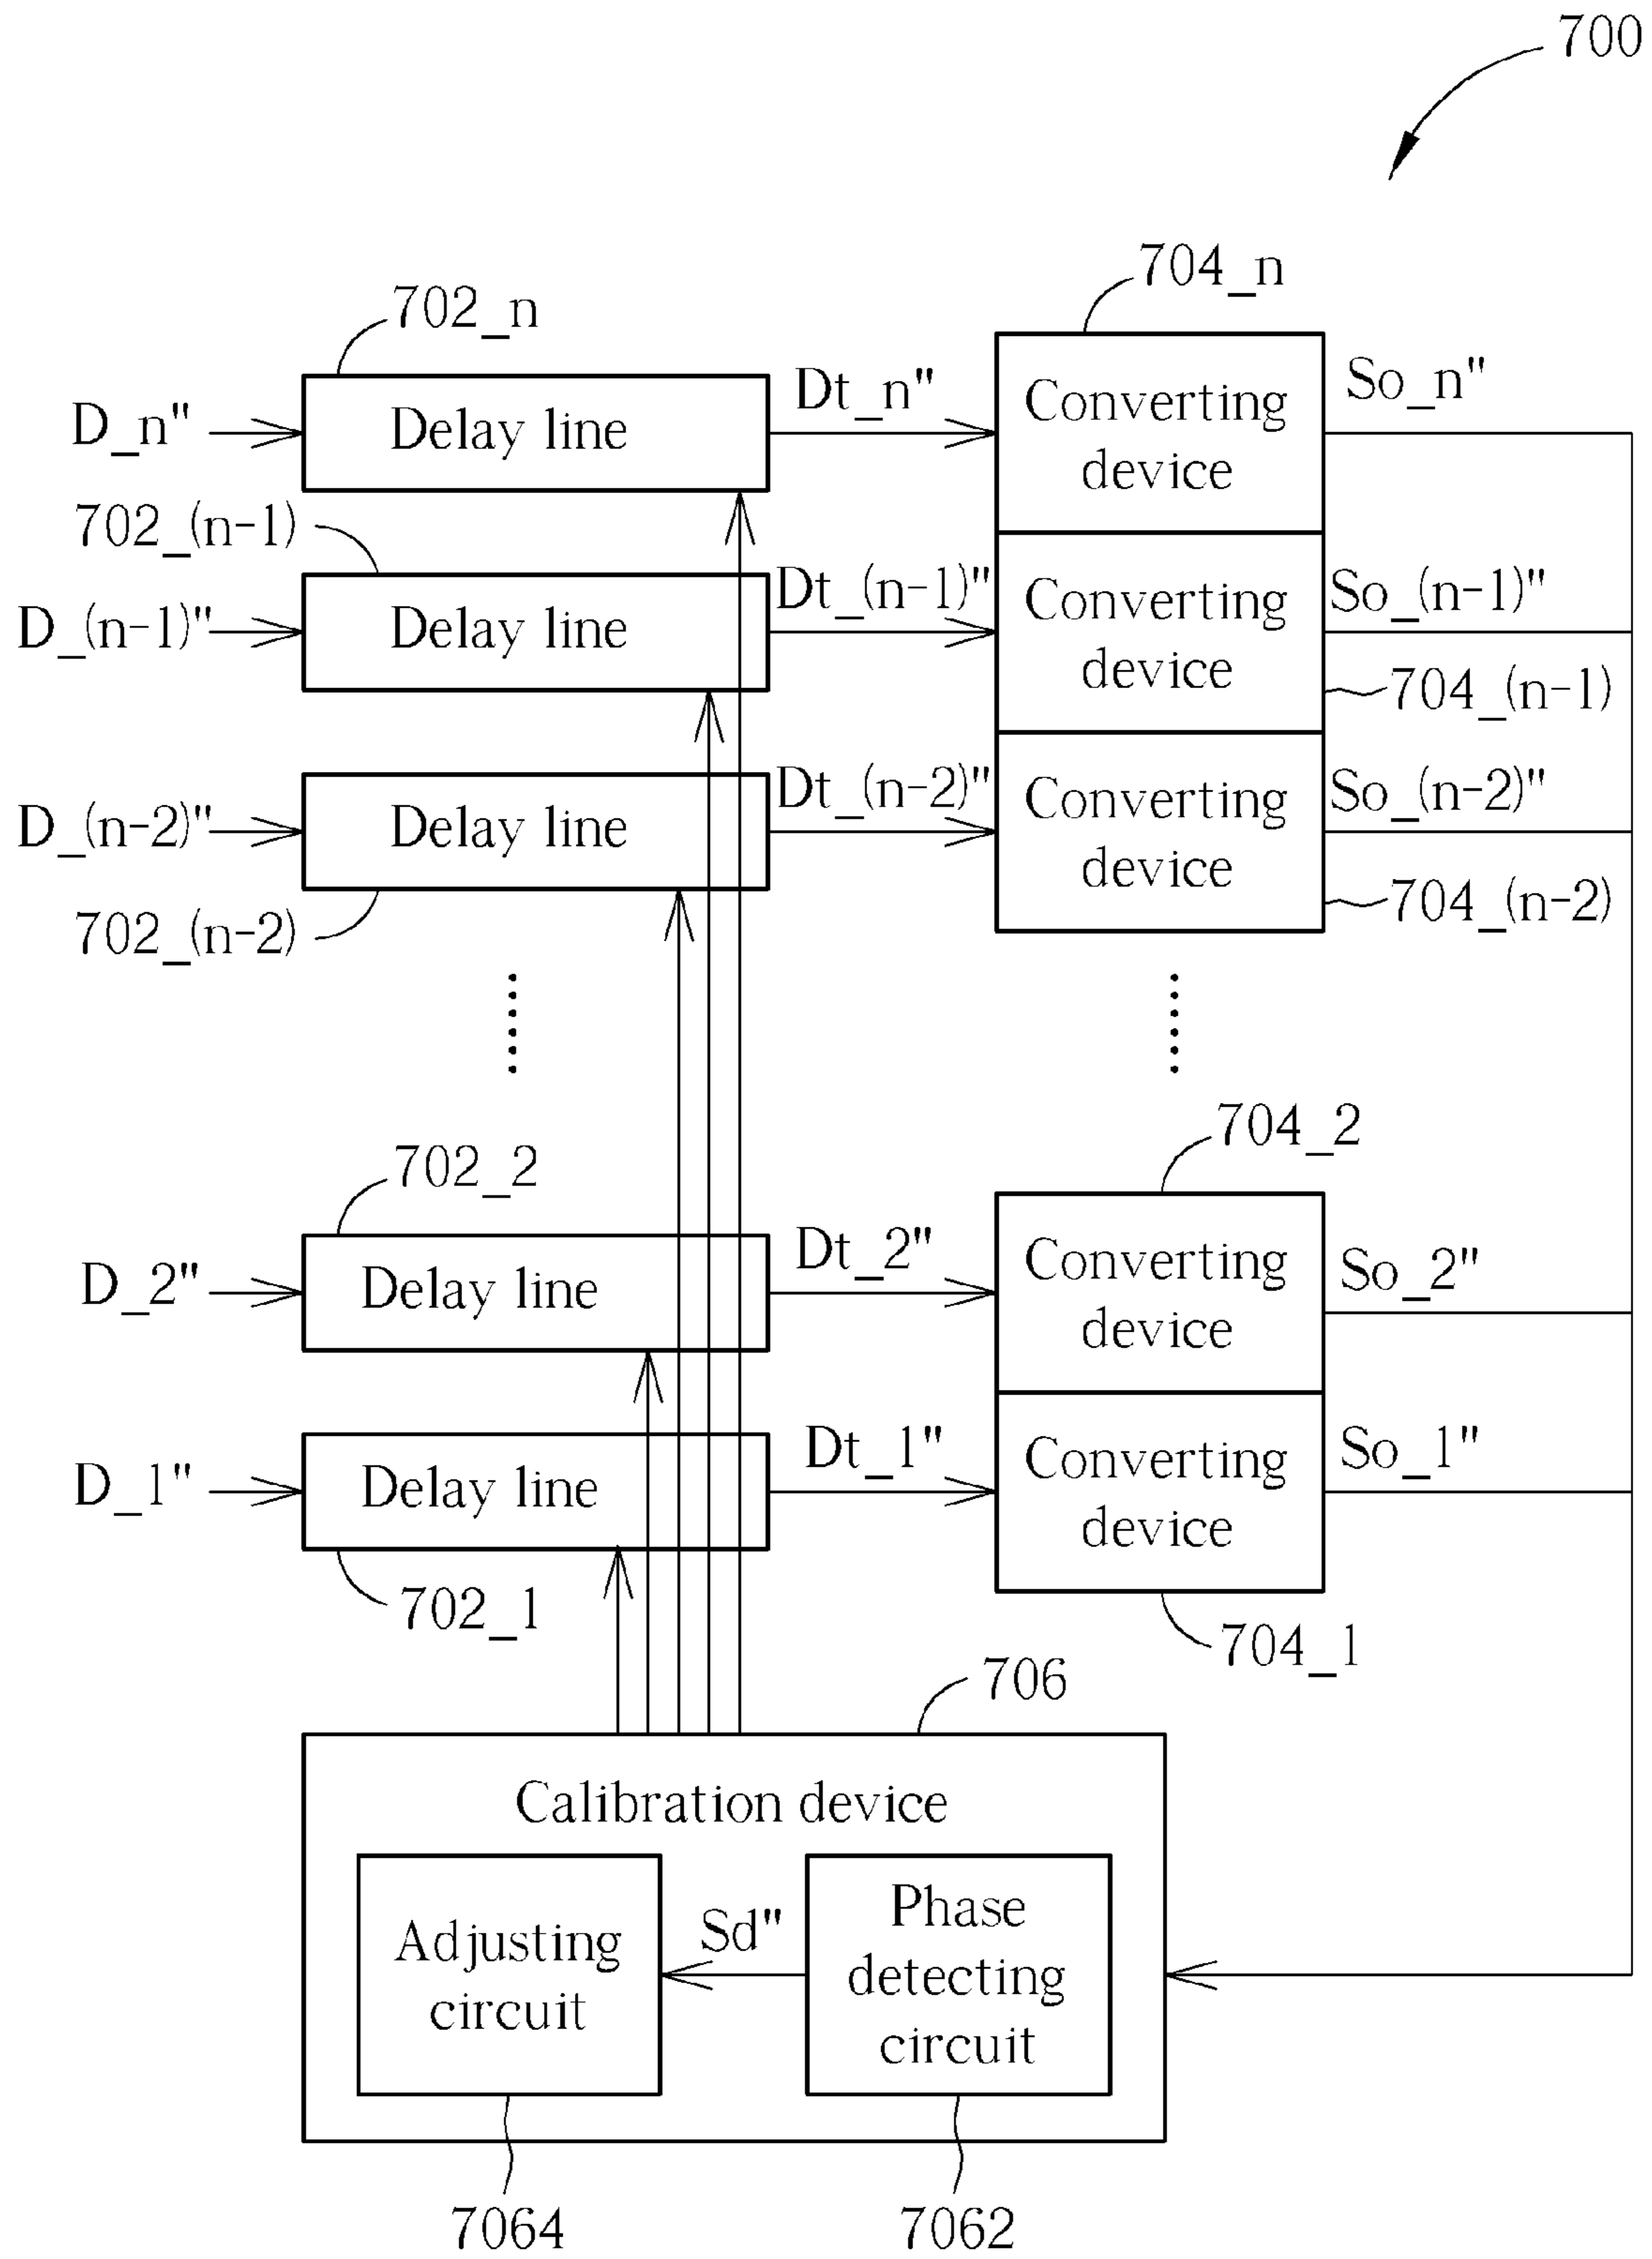 700
704_n
702_n
D_n"
Delay line
Dt_n"
Converting
device
So_n"
702_(n-1)
D_(n-1)"
Delay line
Dt_(n-1)"
Converting
device
So_(n-1)"
704_(n-1)
D_(n-2)"
Delay line
Dt_(n-2)"
Converting
device
So_(n-2)"
704_(n-2)
702_(n-2)
704_2
702_2
D_2"
Delay line
Dt_2"
Converting
device
So_2"
D_1"
Delay line
Dt_1"
Converting
device
So_1"
702_1
704_1
706
Calibration device
Adjusting
circuit
Sd"
Phase
detecting
circuit
7064
7062